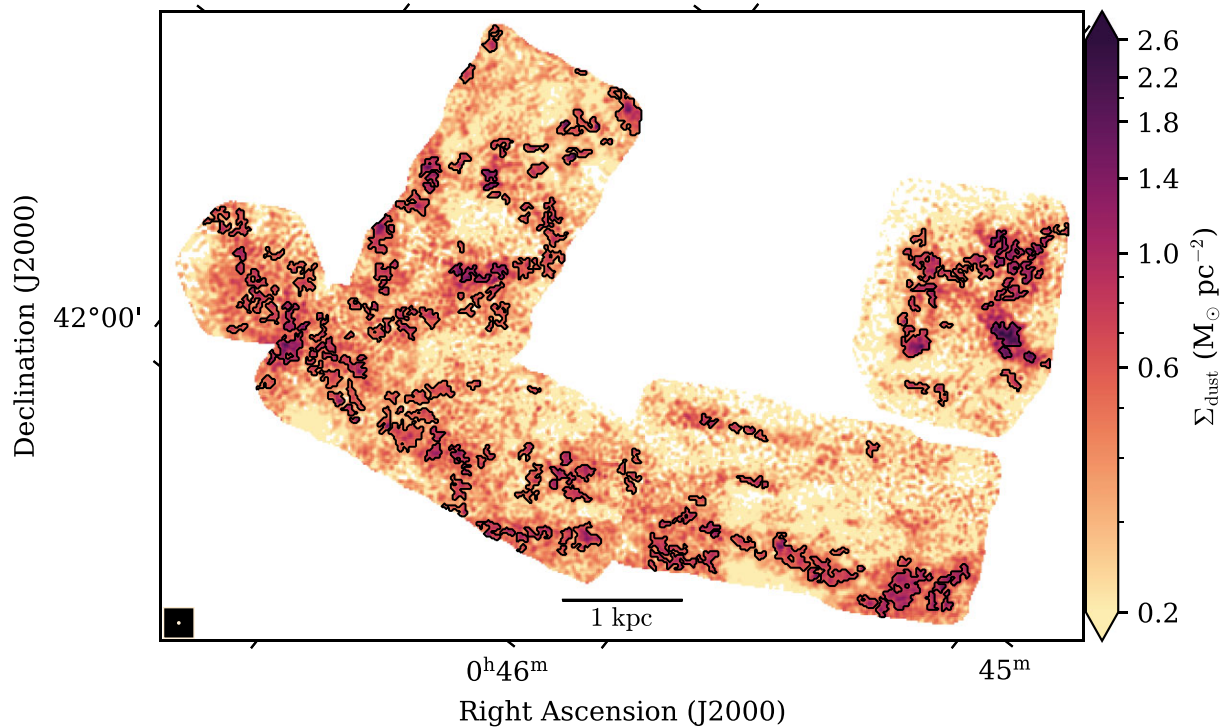 2.6
2.2
1.8
1.4
1.0
0.6
0.2
Σdust (M⊙ pc⁻²)
Declination (J2000)
42°00'
1 kpc
0ʰ46ᵐ
45ᵐ
Right Ascension (J2000)